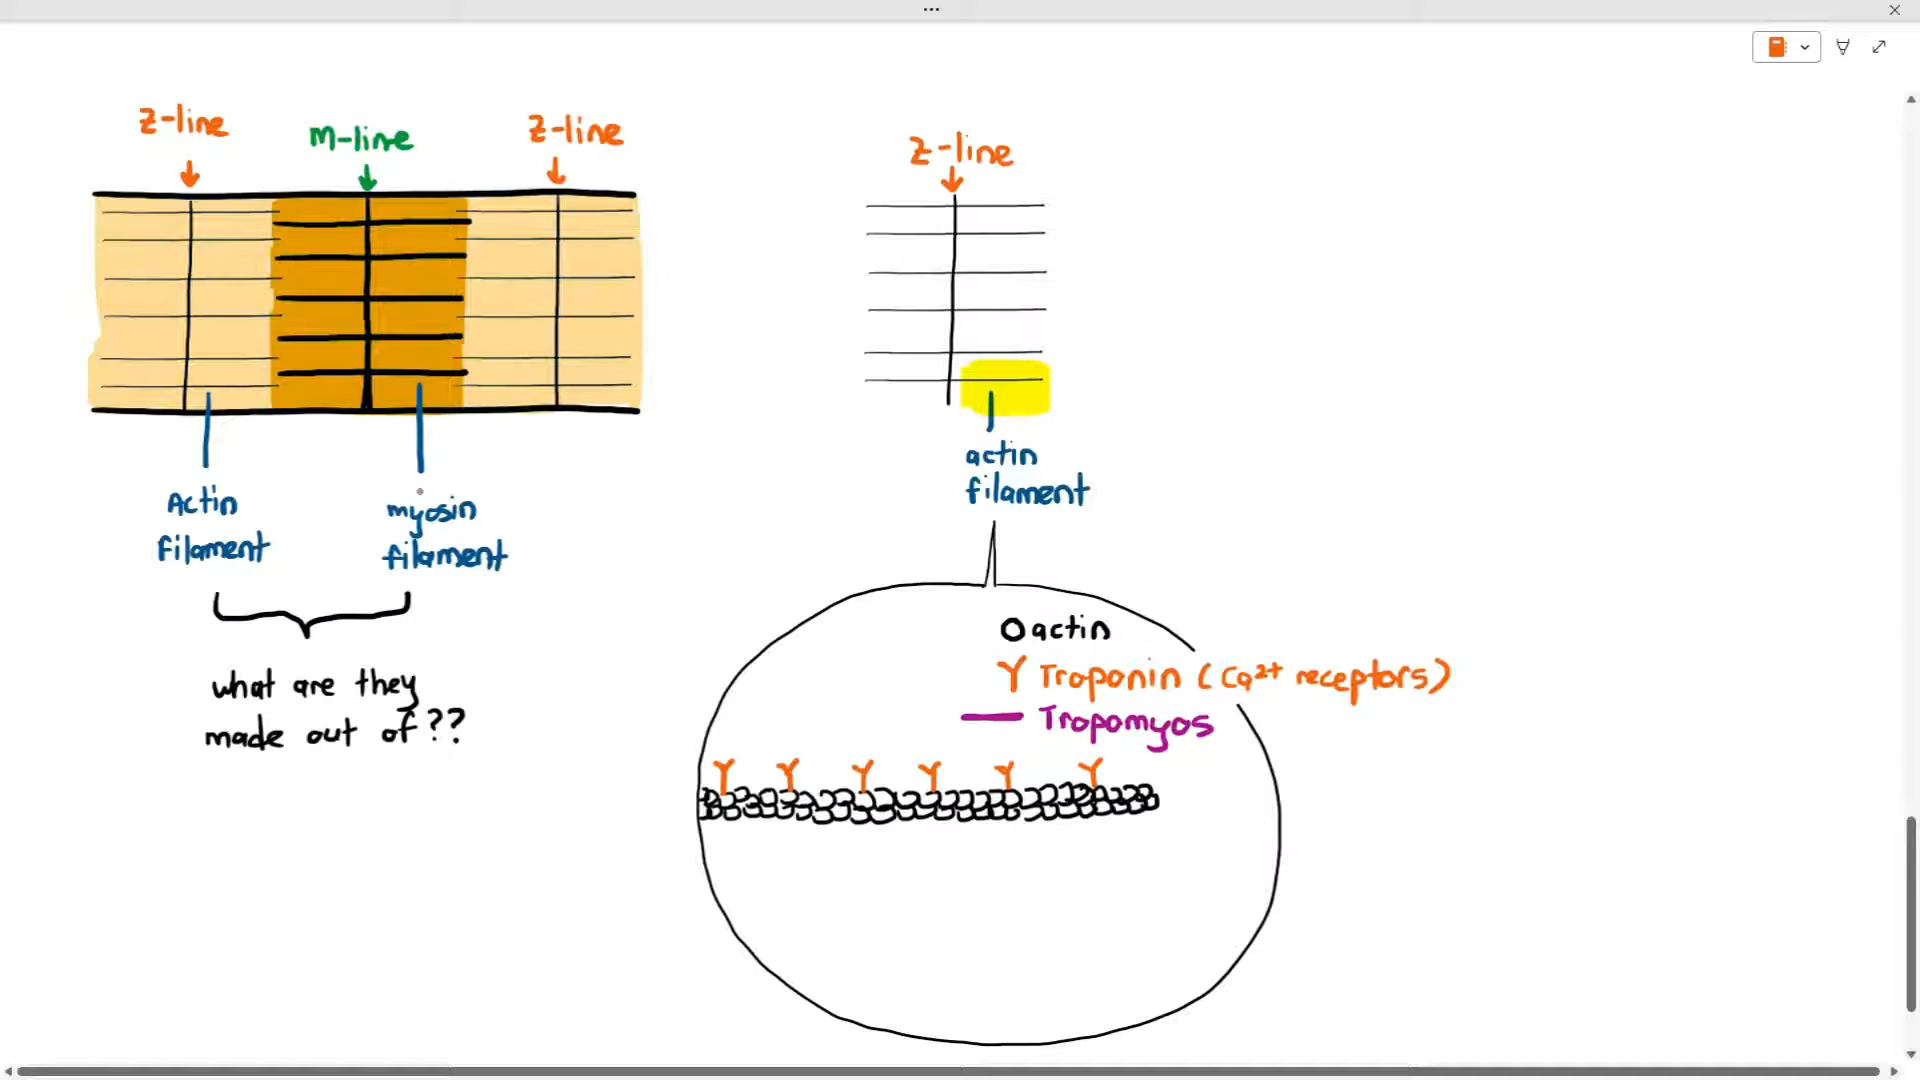 Z-line
M-line
Z-line
Z-line
Actin
Filament
myosin
filament
what are they
made out of??
actin
filament
actin
Troponin (Ca2+ receptors)
Tropomyos